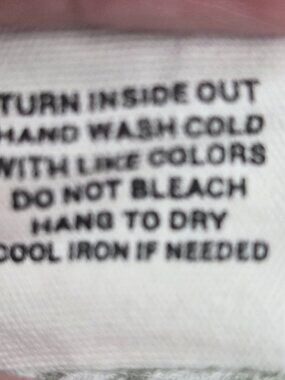 TURN INSIDE OUT
HAND WASH COLD
WITH LIKE COLORS
DO NOT BLEACH
HANG TO DRY
COOL IRON IF NEEDED